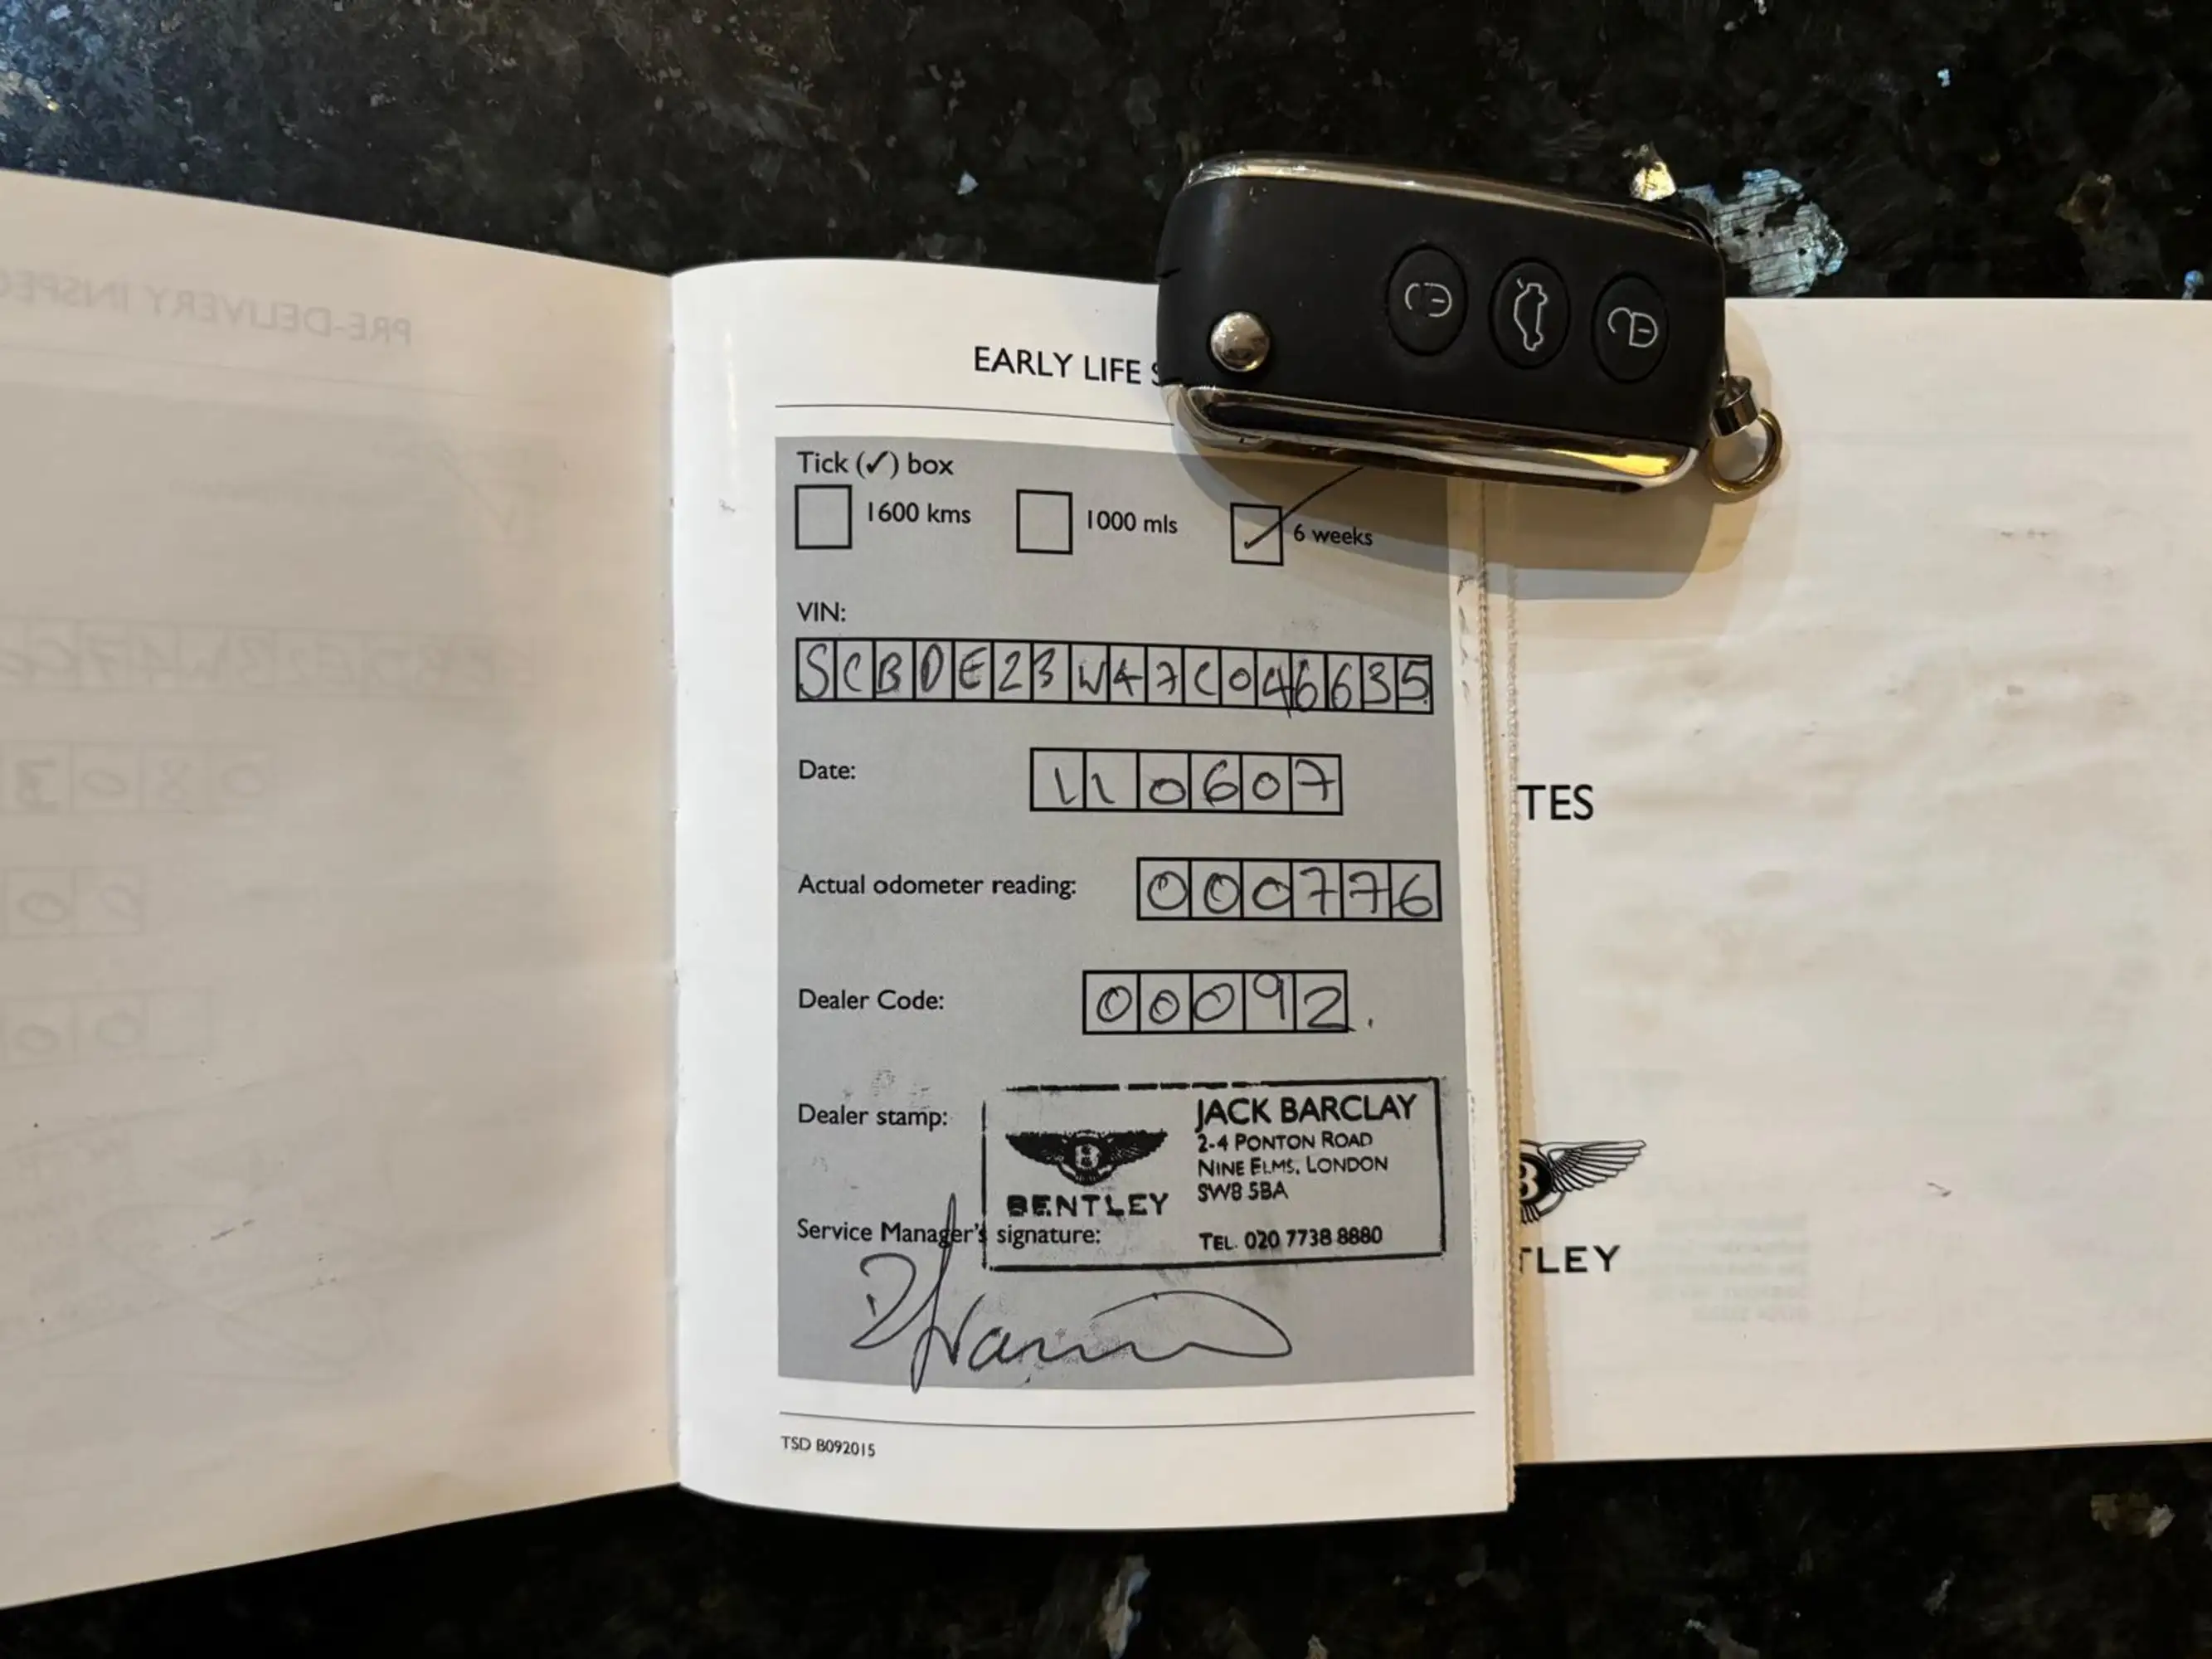 PRE-DELIVERY INSPEC
EARLY LIFE S
Tick (✓) box
1600 kms
1000 mls
✓ 6 weeks
VIN:
SCBDE23W47C046635
Date:
110607
Actual odometer reading:
000776
Dealer Code:
00092.
Dealer stamp:
BENTLEY
JACK BARCLAY
2-4 PONTON ROAD
NINE ELMS, LONDON
SW8 5BA
TEL. 020 7738 8880
Service Manager's signature:
TSD B092015
TES
B
TLEY